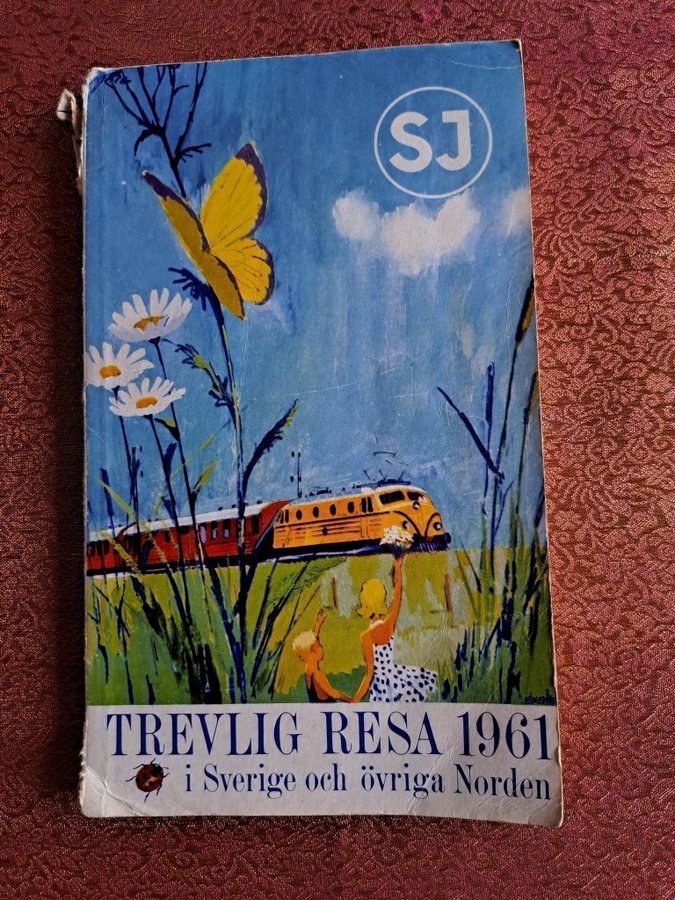 SJ
TREVLIG RESA 1961
i Sverige och övriga Norden